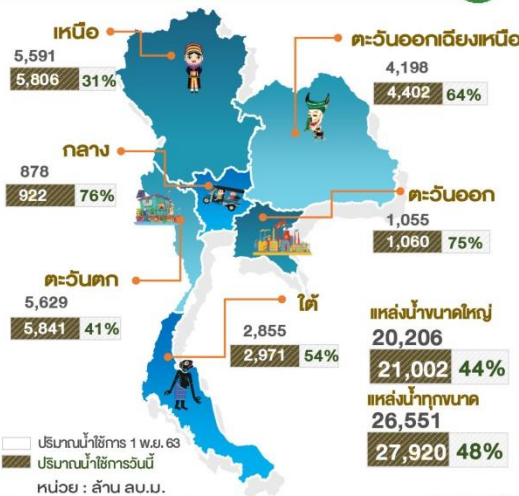 เหนือ
5,591
5,806 31%
ตะวันออกเฉียงเหนือ
4,198
4,402 64%
กลาง
878
922 76%
ตะวันออก
1,055
1,060 75%
ตะวันตก
5,629
5,841 41%
ใต้
2,855
2,971 54%
แหล่งน้ำขนาดใหญ่
20,206
21,002 44%
แหล่งน้ำทุกขนาด
26,551
27,920 48%
ปริมาณน้ำใช้การ 1 พ.ย. 63
ปริมาณน้ำใช้การวันนี้
หน่วย : ล้าน ลบ.ม.